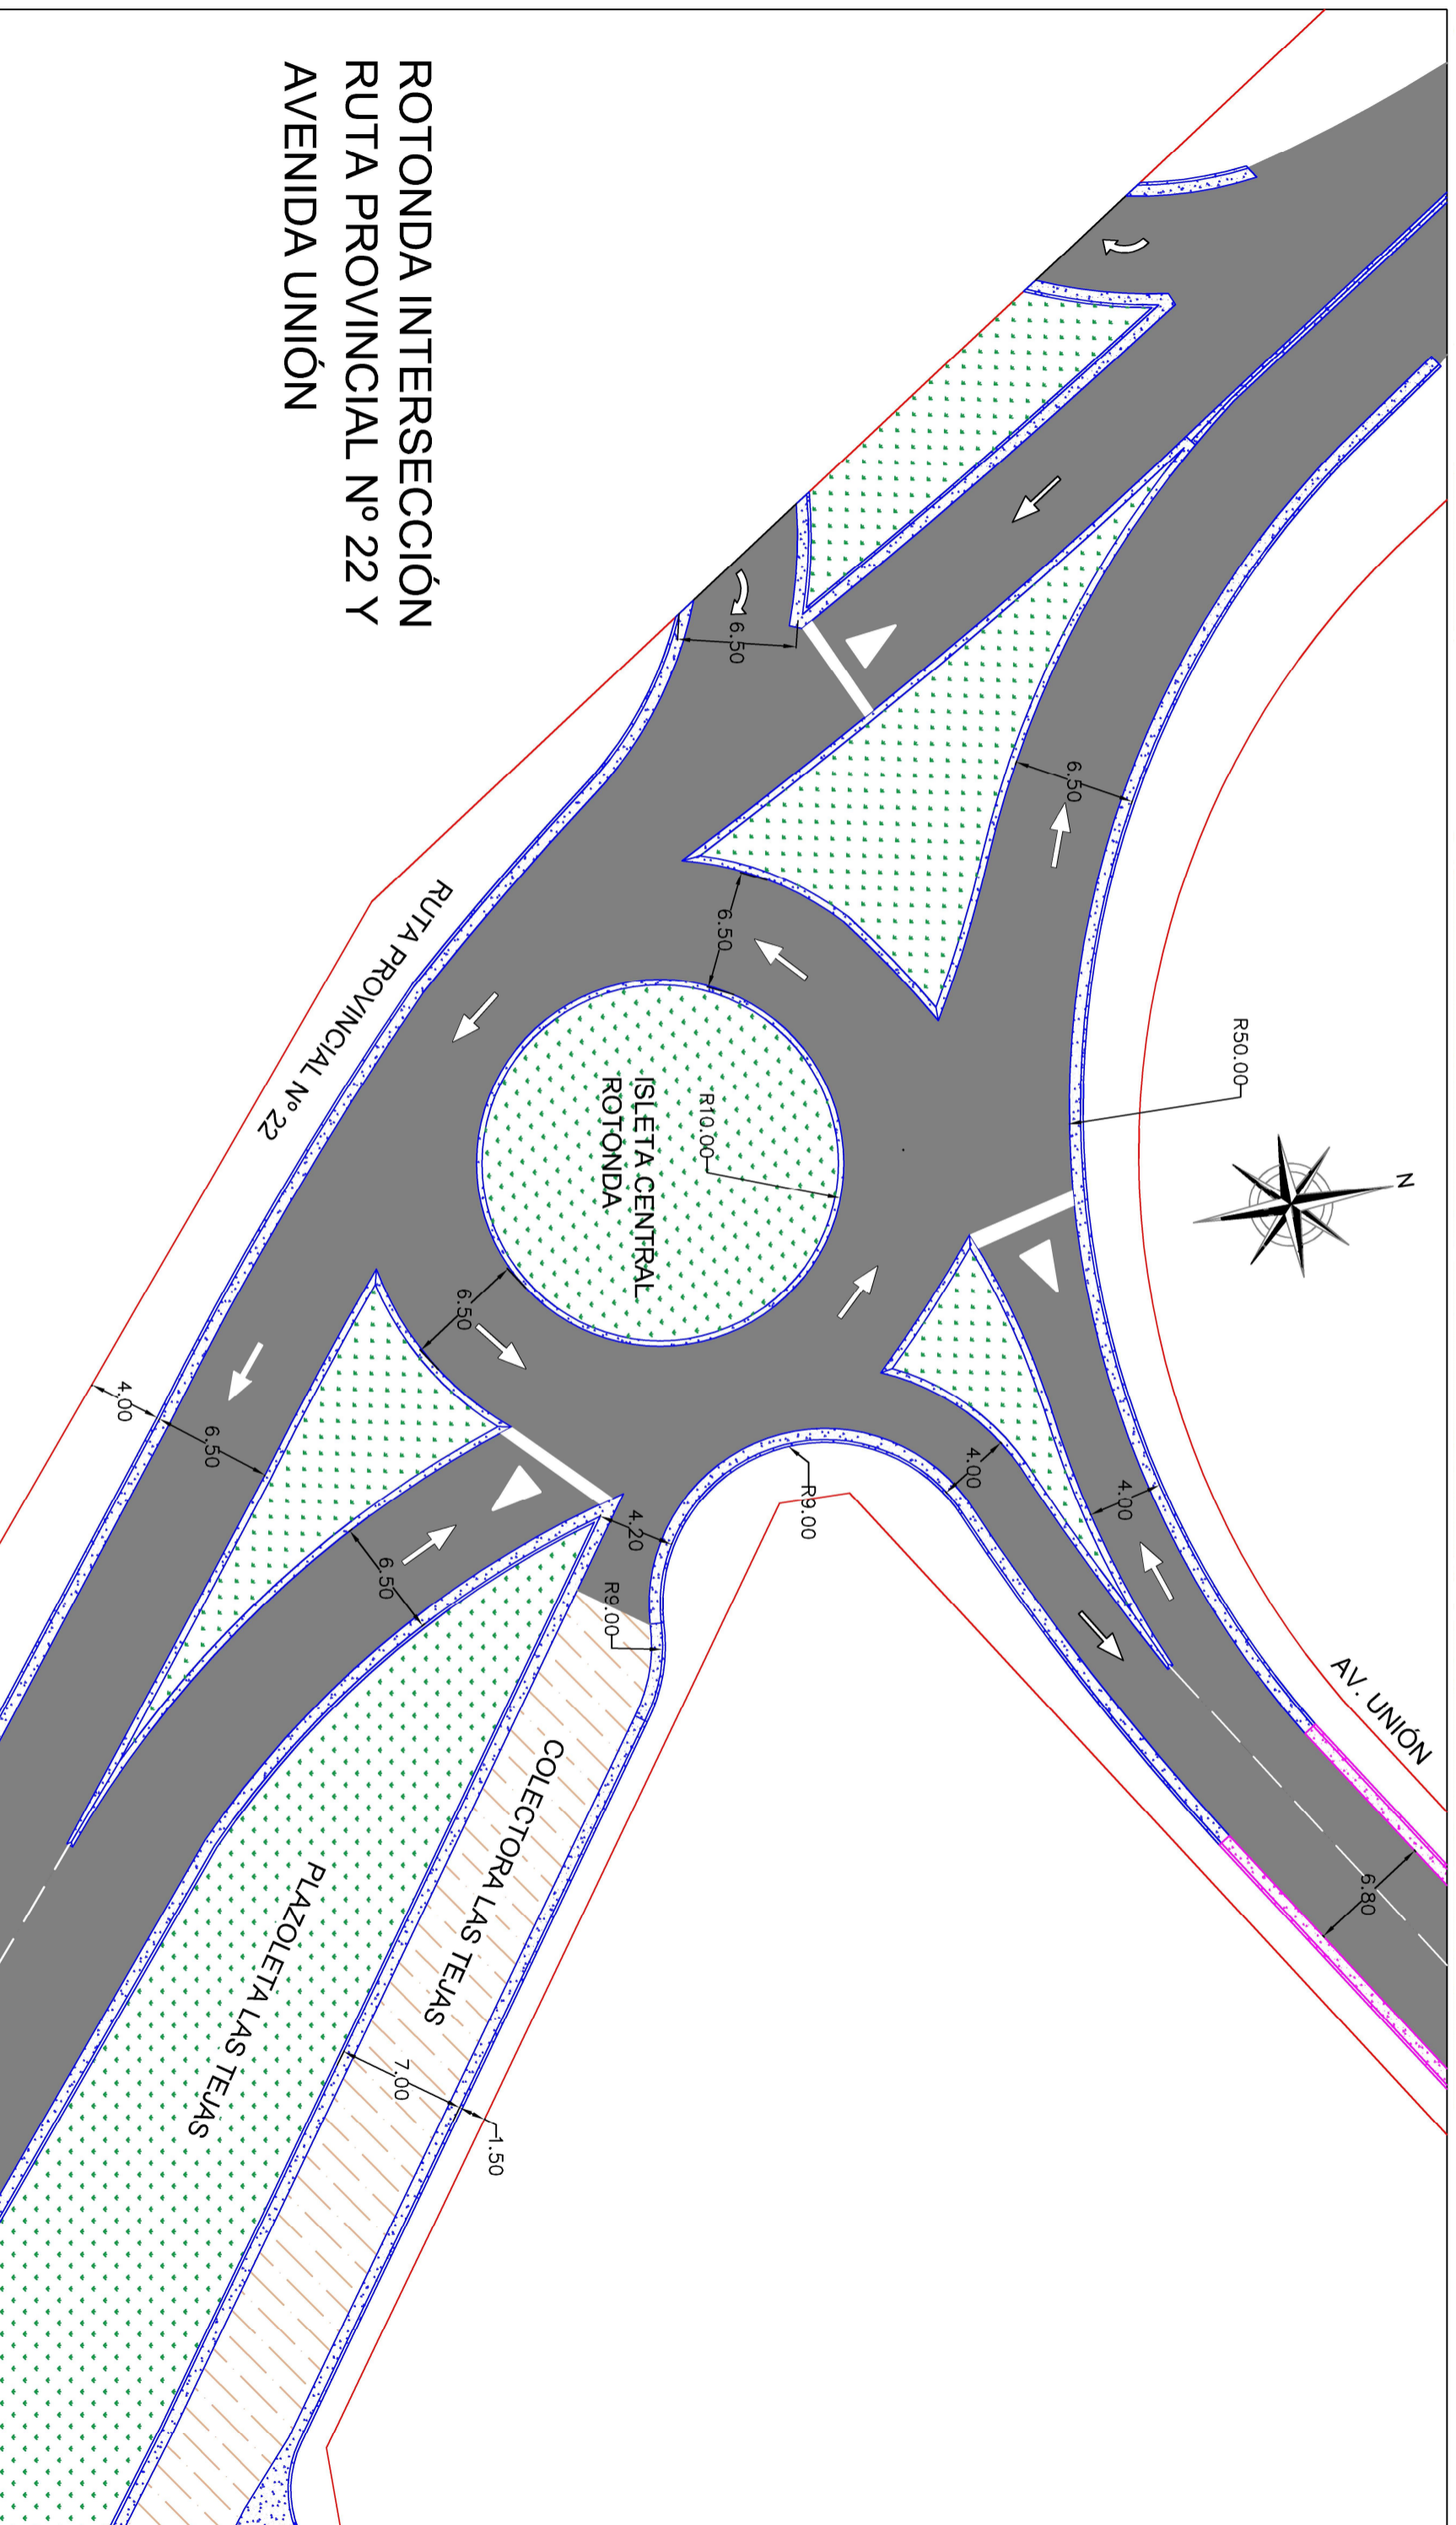 ROTONDA INTERSECCIÓN
RUTA PROVINCIAL Nº 22 Y
AVENIDA UNIÓN
N
R50.00
AV. UNIÓN
6.50
6.50
6.50
RUTA PROVINCIAL Nº 22
ISLETA CENTRAL
ROTONDA
R10.00
6.50
4.00
6.50
6.50
4.00
4.00
R9.00
4.20
R9.00
6.80
COLECTORA LAS TEJAS
PLAZOLETA LAS TEJAS
7.00
1.50